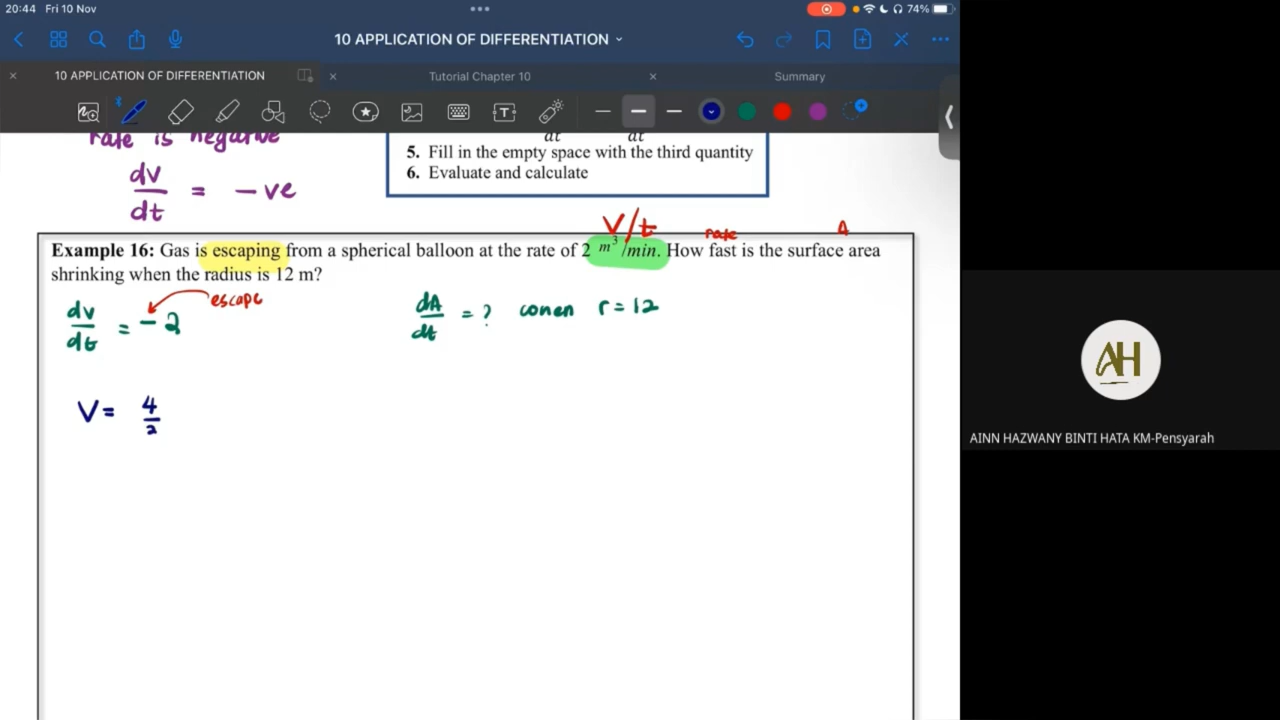 20:44 Fri 10 Nov
74%
10 APPLICATION OF DIFFERENTIATION
10 APPLICATION OF DIFFERENTIATION
Tutorial Chapter 10
Summary
rate is negative
dv/dt = -ve
dt dt
5. Fill in the empty space with the third quantity
6. Evaluate and calculate
V/t
rate
A
Example 16: Gas is escaping from a spherical balloon at the rate of 2 m³/min. How fast is the surface area
shrinking when the radius is 12 m?
escape
dv/dt = -2
dA/dt = ? when r = 12
V = 4/3
AH
AINN HAZWANY BINTI HATA KM-Pensyarah